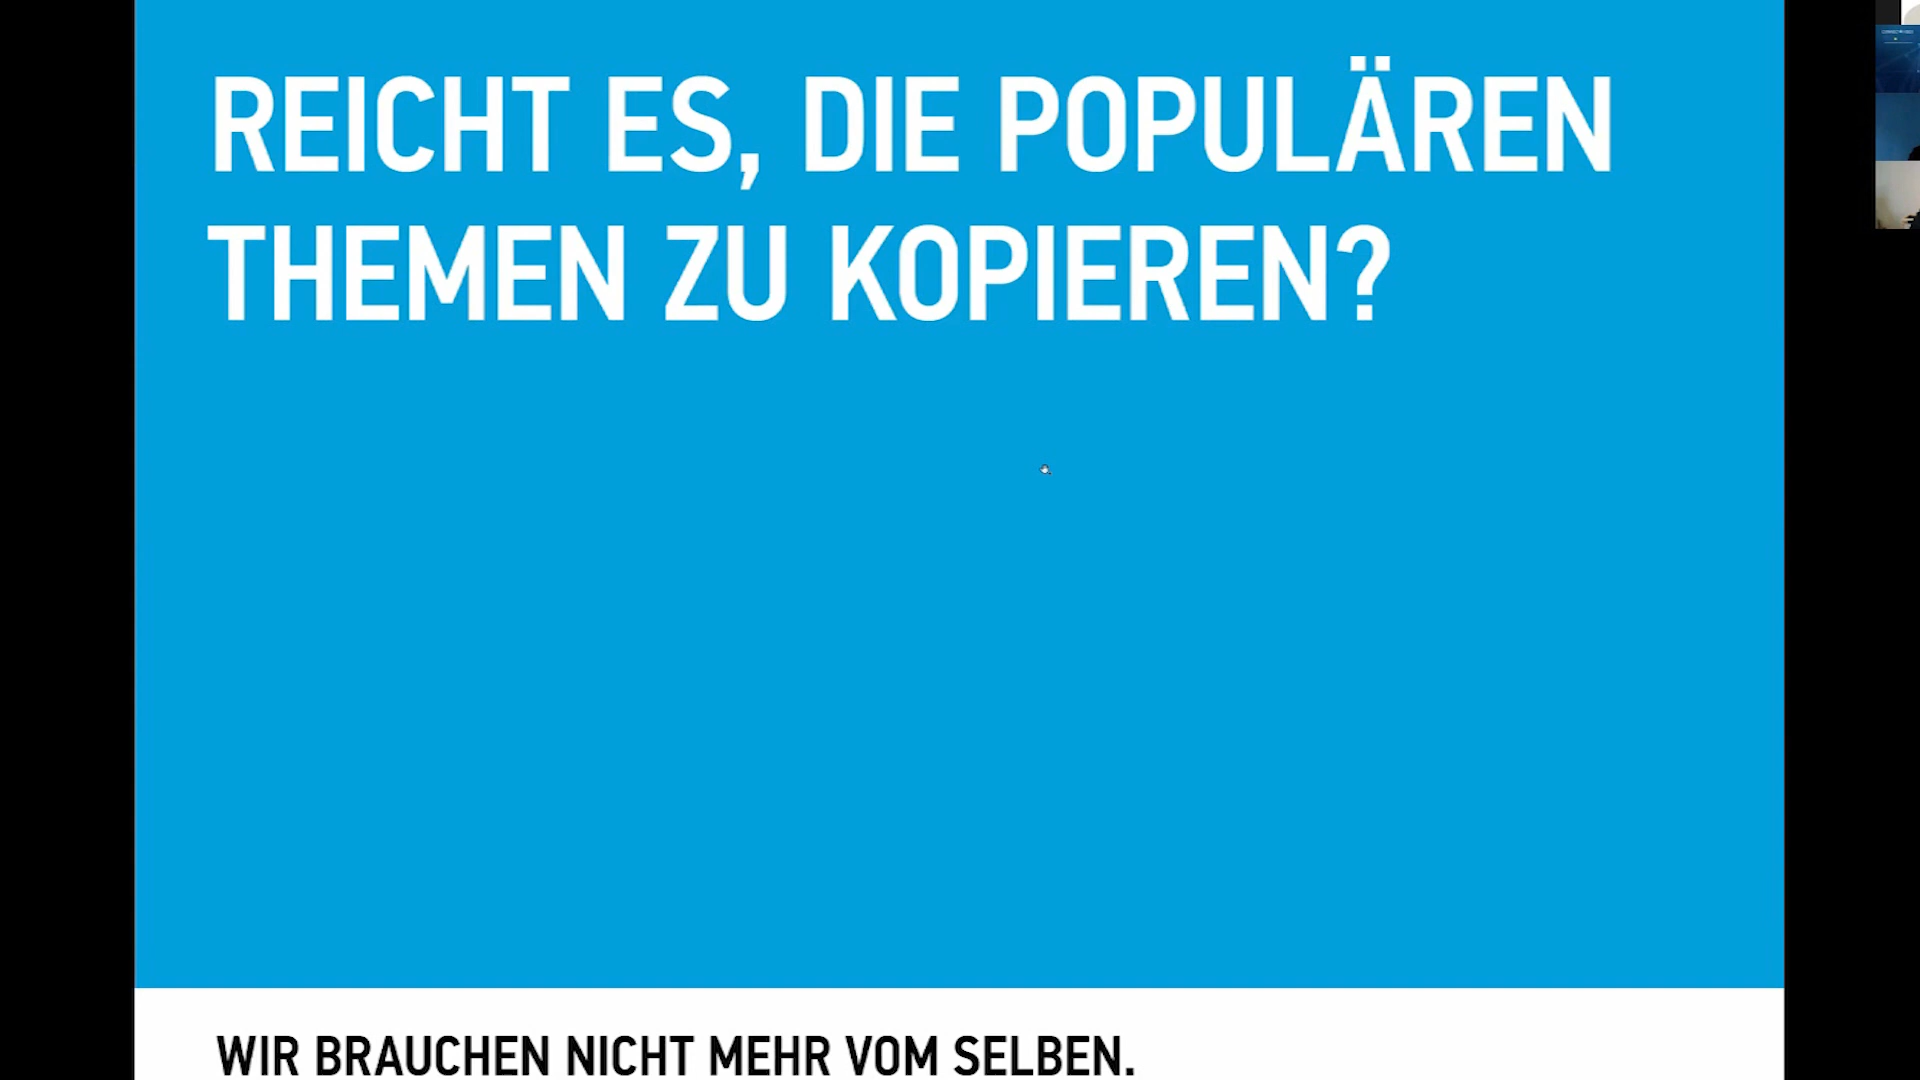 REICHT ES, DIE POPULÄREN
THEMEN ZU KOPIEREN?
WIR BRAUCHEN NICHT MEHR VOM SELBEN.